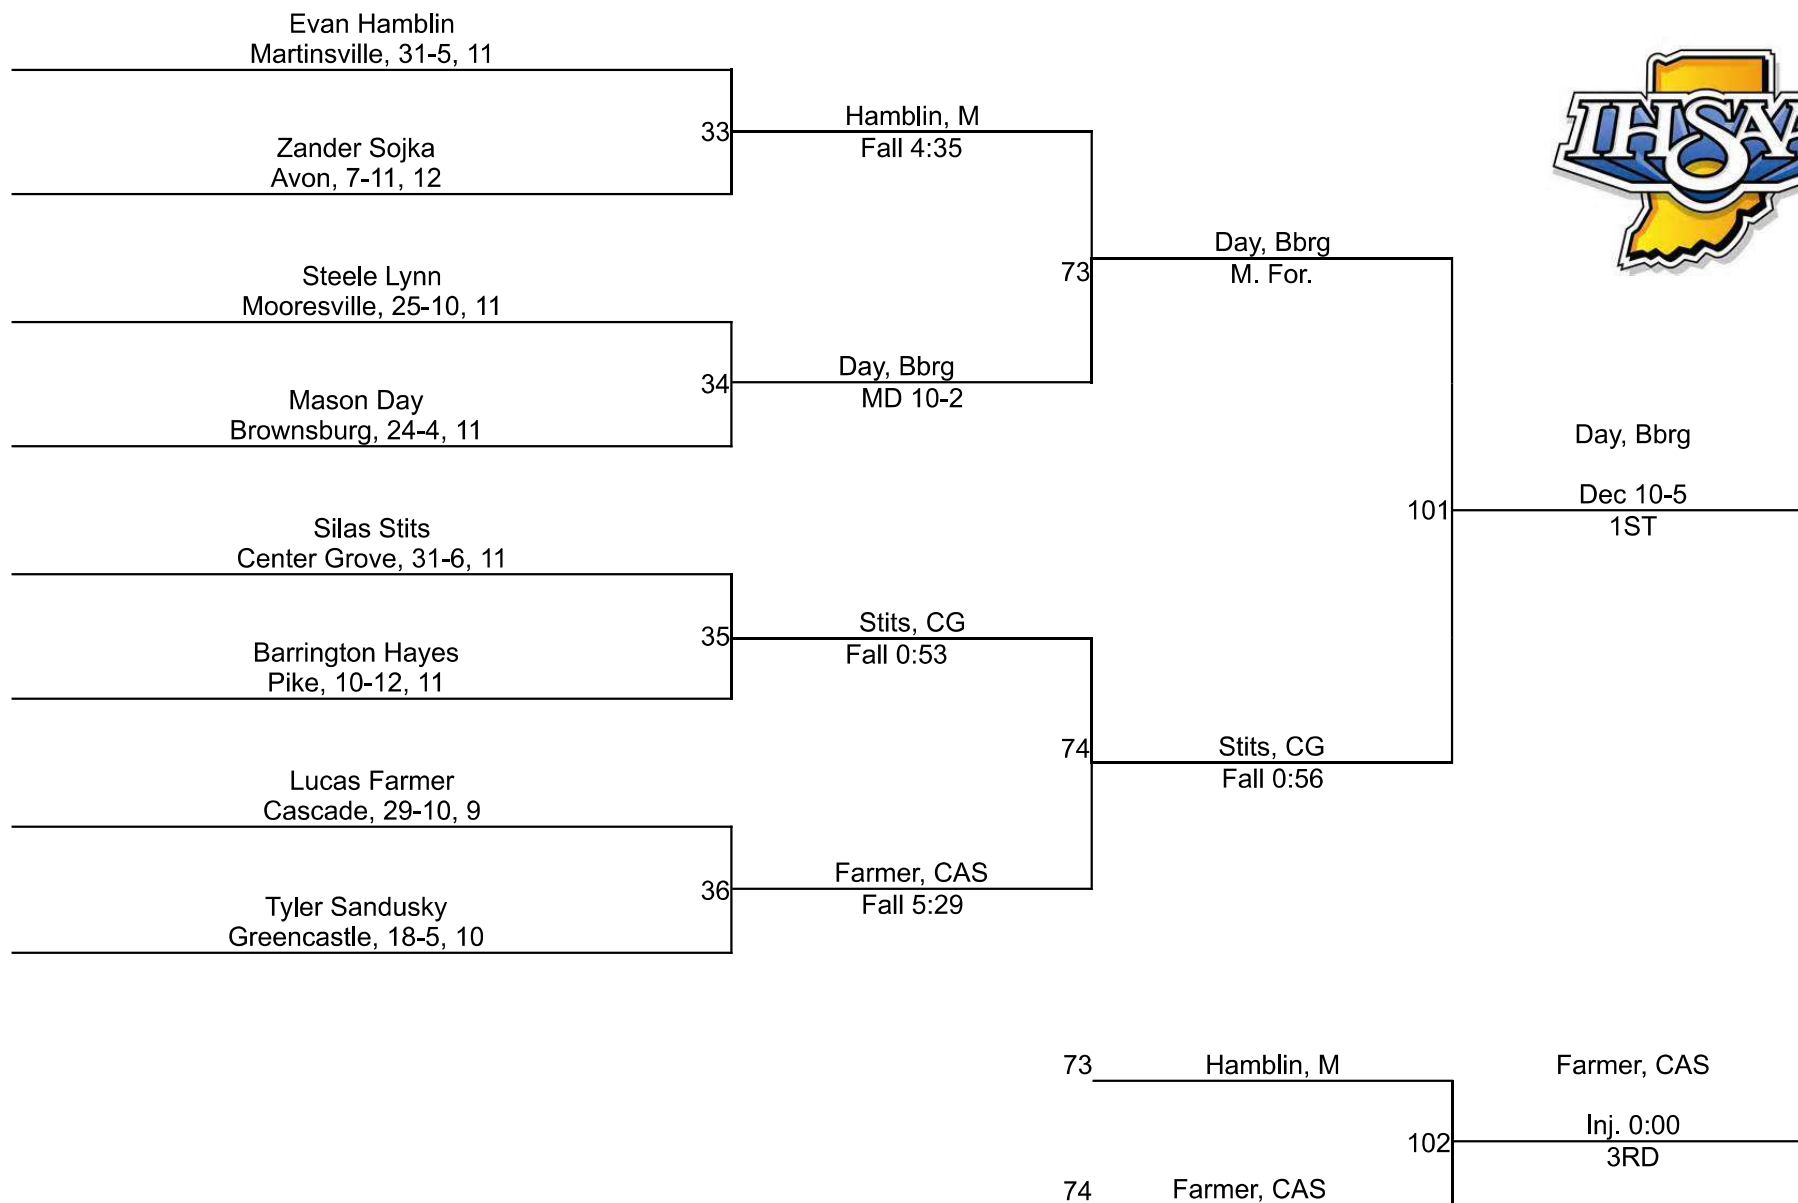 Evan Hamblin
Martinsville, 31-5, 11
33
Zander Sojka
Avon, 7-11, 12
Hamblin, M
Fall 4:35
Steele Lynn
Mooresville, 25-10, 11
34
Mason Day
Brownsburg, 24-4, 11
Day, Bbrg
MD 10-2
73
Day, Bbrg
M. For.
Silas Stits
Center Grove, 31-6, 11
35
Barrington Hayes
Pike, 10-12, 11
Stits, CG
Fall 0:53
Lucas Farmer
Cascade, 29-10, 9
36
Tyler Sandusky
Greencastle, 18-5, 10
Farmer, CAS
Fall 5:29
74
Stits, CG
Fall 0:56
101
Day, Bbrg
Dec 10-5
1ST
IHSAA
73
Hamblin, M
74
Farmer, CAS
102
Farmer, CAS
Inj. 0:00
3RD